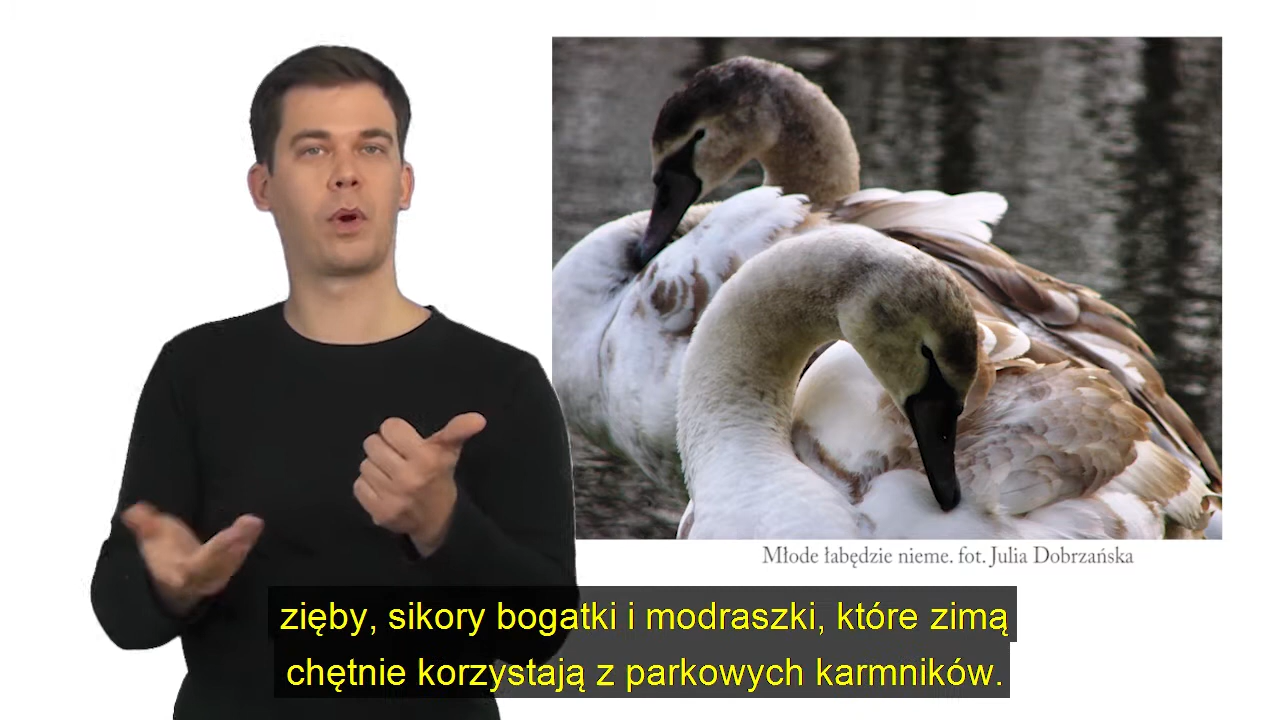 Młode łabędzie nieme. fot. Julia Dobrzańska
zięby, sikory bogatki i modraszki, które zimą
chętnie korzystają z parkowych karmników.